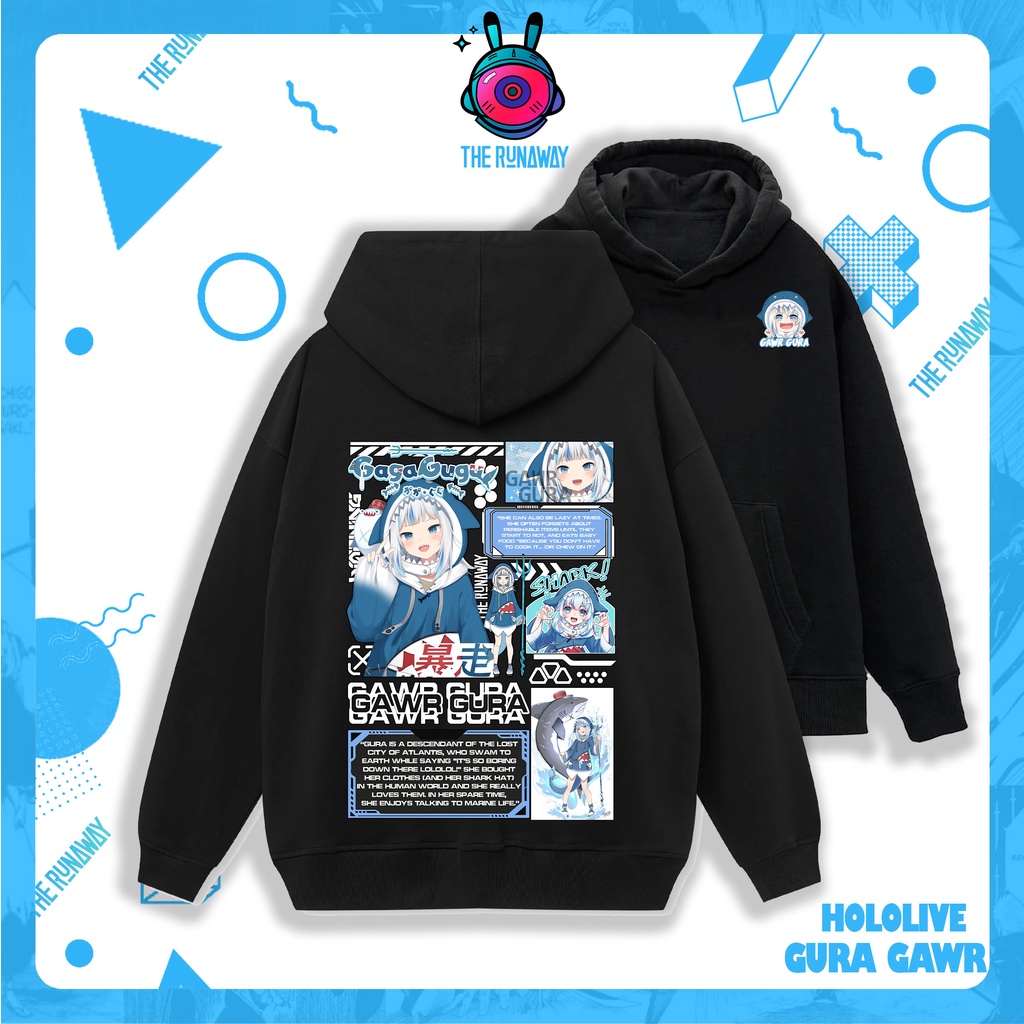 THE RUNAWAY
THE RUNAWAY
GAWR GURA
THE RUNAWAY
GAWR
GURA
"SHE CAN ALSO BE LAZY AT TIMES.
SHE OFTEN FORGETS ABOUT
PERISHABLE ITEMS UNTIL THEY
START TO ROT, AND EATS BABY
FOOD "BECAUSE YOU DON'T HAVE
TO COOK IT... (OR CHEW ON IT."
THE RUNAWAY
SHARK!
暴走
GAWR GURA
GAWR GURA
GAWR GURA
"GURA IS A DESCENDANT OF THE LOST
CITY OF ATLANTIS, WHO SWAM TO
EARTH WHILE SAYING "IT'S SO BORING
DOWN THERE LOLOLOL!" SHE BOUGHT
HER CLOTHES (AND HER SHARK HAT)
IN THE HUMAN WORLD AND SHE REALLY
LOVES THEM. IN HER SPARE TIME,
SHE ENJOYS TALKING TO MARINE LIFE."
THE RUNAWAY
HOLOLIVE
GURA GAWR